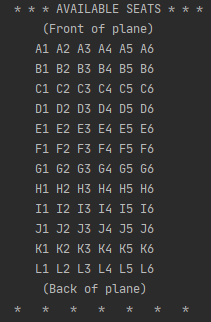 * * * AVAILABLE SEATS * * *
(Front of plane)
A1 A2 A3 A4 A5 A6
B1 B2 B3 B4 B5 B6
C1 C2 C3 C4 C5 C6
D1 D2 D3 D4 D5 D6
E1 E2 E3 E4 E5 E6
F1 F2 F3 F4 F5 F6
G1 G2 G3 G4 G5 G6
H1 H2 H3 H4 H5 H6
I1 I2 I3 I4 I5 I6
J1 J2 J3 J4 J5 J6
K1 K2 K3 K4 K5 K6
L1 L2 L3 L4 L5 L6
(Back of plane)
* * * * * * *